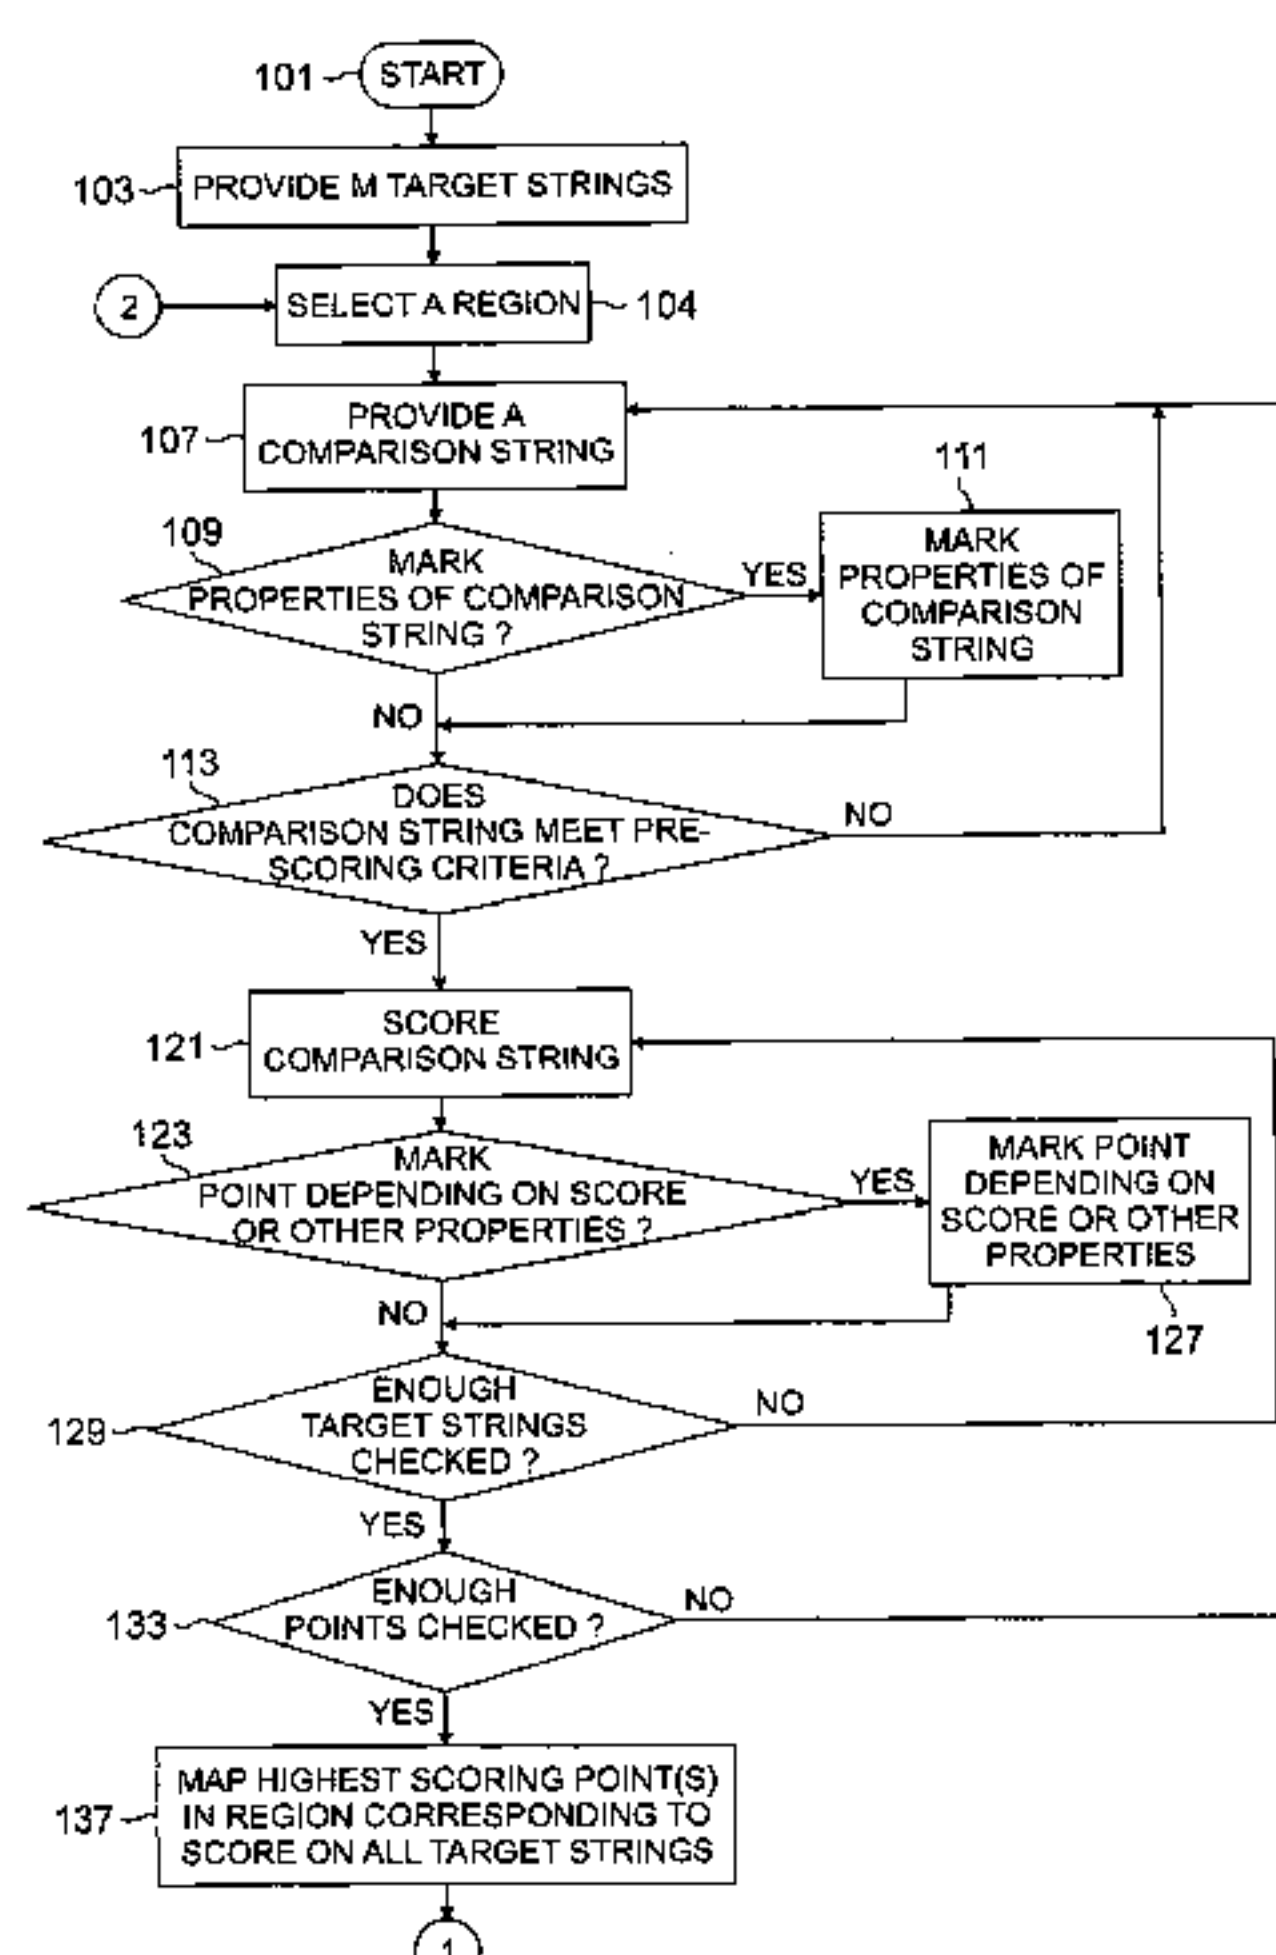 101
START
103
PROVIDE M TARGET STRINGS
2
SELECT A REGION
104
107
PROVIDE A
COMPARISON STRING
111
109
MARK
PROPERTIES OF COMPARISON
STRING ?
YES
MARK
PROPERTIES OF
COMPARISON
STRING
NO
113
DOES
COMPARISON STRING MEET PRE-
SCORING CRITERIA ?
NO
YES
121
SCORE
COMPARISON STRING
123
MARK
POINT DEPENDING ON SCORE
OR OTHER PROPERTIES ?
YES
MARK POINT
DEPENDING ON
SCORE OR OTHER
PROPERTIES
127
NO
129
ENOUGH
TARGET STRINGS
CHECKED ?
NO
YES
133
ENOUGH
POINTS CHECKED ?
NO
YES
137
MAP HIGHEST SCORING POINT(S)
IN REGION CORRESPONDING TO
SCORE ON ALL TARGET STRINGS
1